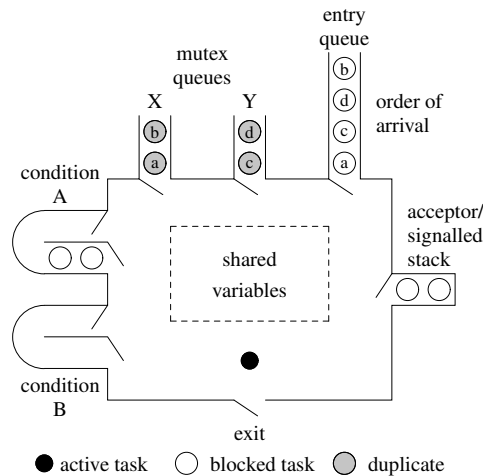 entry
queue
mutex
queues
X
Y
b
d
c
a
order of
arrival
b
a
d
c
condition
A
acceptor/
signalled
stack
shared
variables
condition
B
exit
active task
blocked task
duplicate